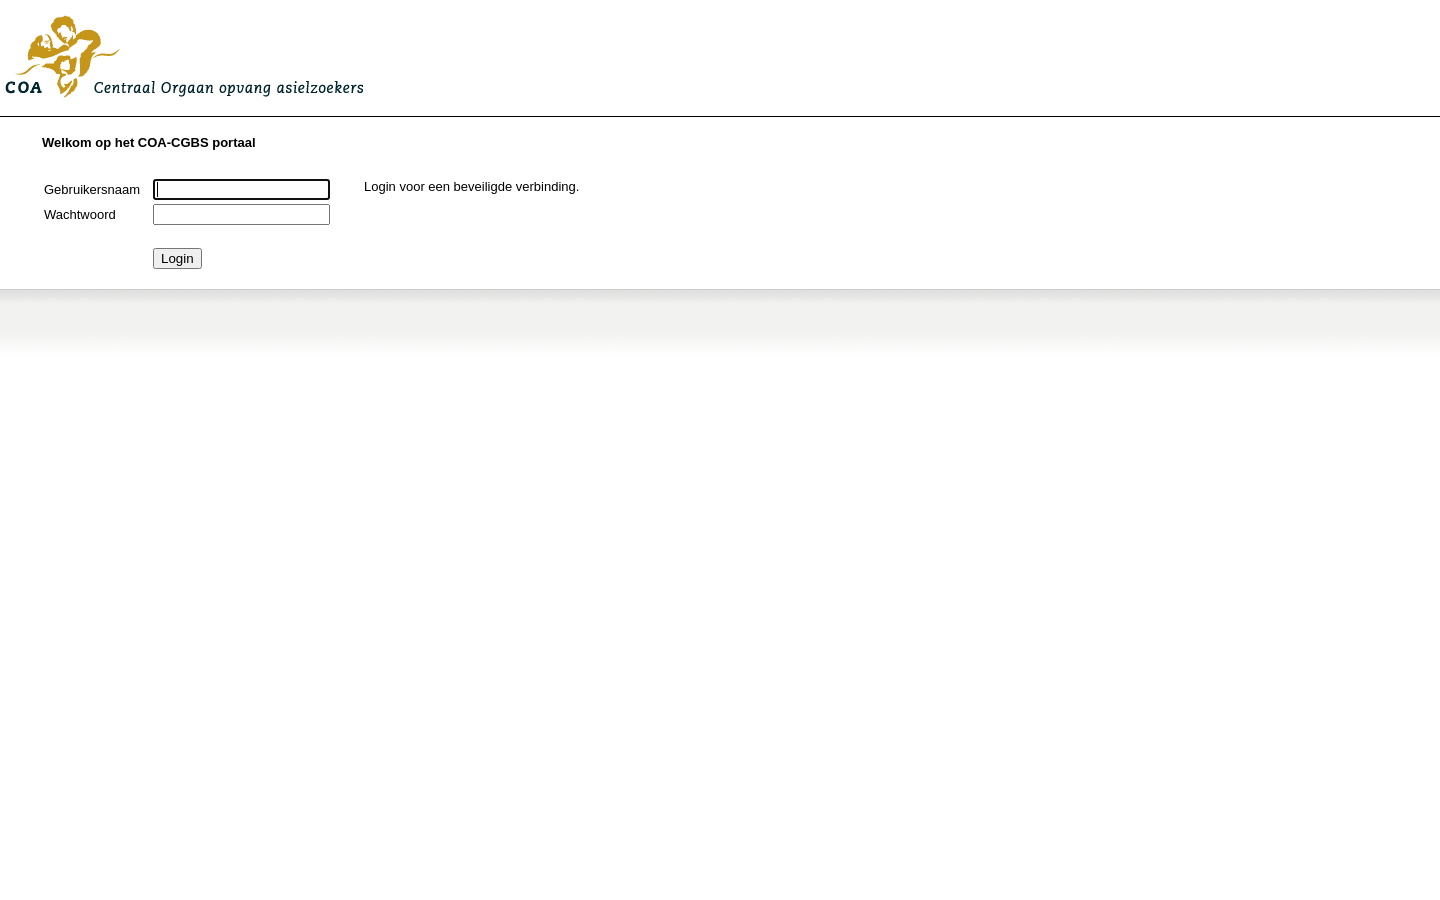 COA Centraal Orgaan opvang asielzoekers
Welkom op het COA-CGBS portaal
Gebruikersnaam
Login voor een beveiligde verbinding.
Wachtwoord
Login